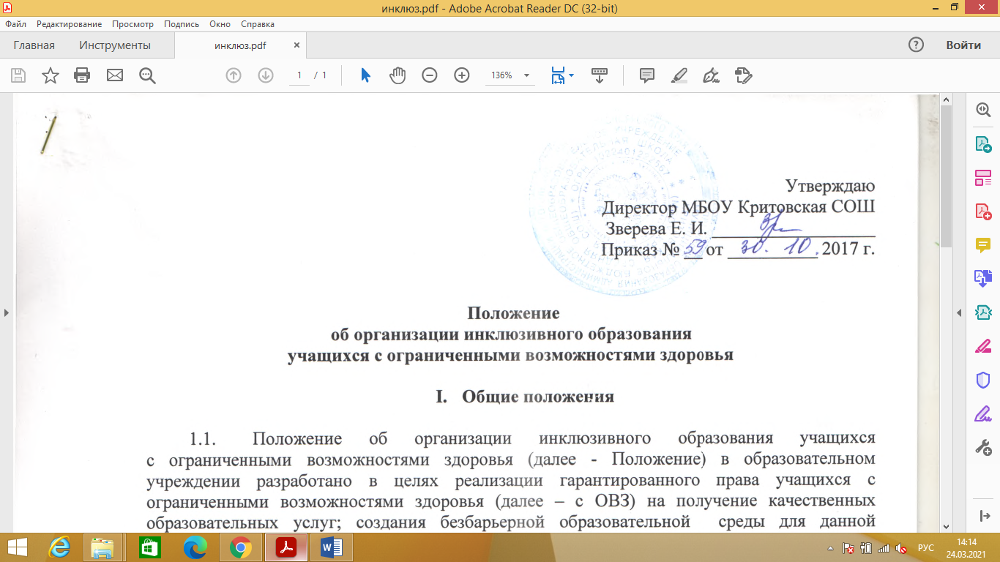 инклюз.pdf - Adobe Acrobat Reader DC (32-bit)
Файл Редактирование Просмотр Подпись Окно Справка
Главная Инструменты инклюз.pdf × Войти
1 / 1 136%
Утверждаю
Директор МБОУ Критовская СОШ
Зверева Е. И.
Приказ № 59 от 30. 10. 2017 г.
Положение
об организации инклюзивного образования
учащихся с ограниченными возможностями здоровья
I. Общие положения
1.1. Положение об организации инклюзивного образования учащихся
с ограниченными возможностями здоровья (далее - Положение) в образовательном
учреждении разработано в целях реализации гарантированного права учащихся с
ограниченными возможностями здоровья (далее – с ОВЗ) на получение качественных
образовательных услуг; создания безбарьерной образовательной среды для данной
РУС
14:14
24.03.2021